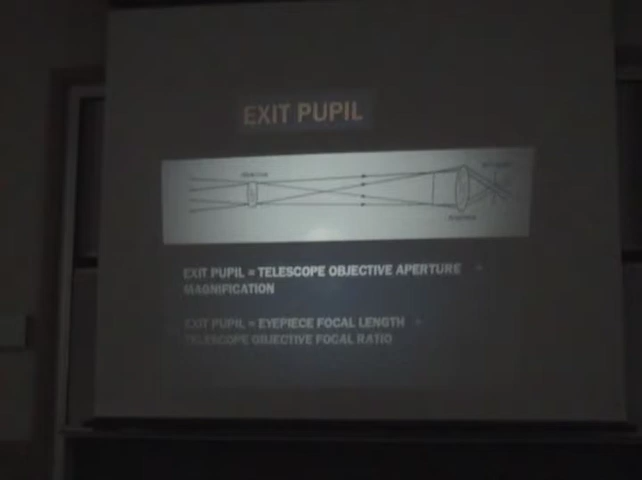 EXIT PUPIL
EXIT PUPIL = TELESCOPE OBJECTIVE APERTURE ÷
MAGNIFICATION
EXIT PUPIL = EYEPIECE FOCAL LENGTH ÷
TELESCOPE OBJECTIVE FOCAL RATIO